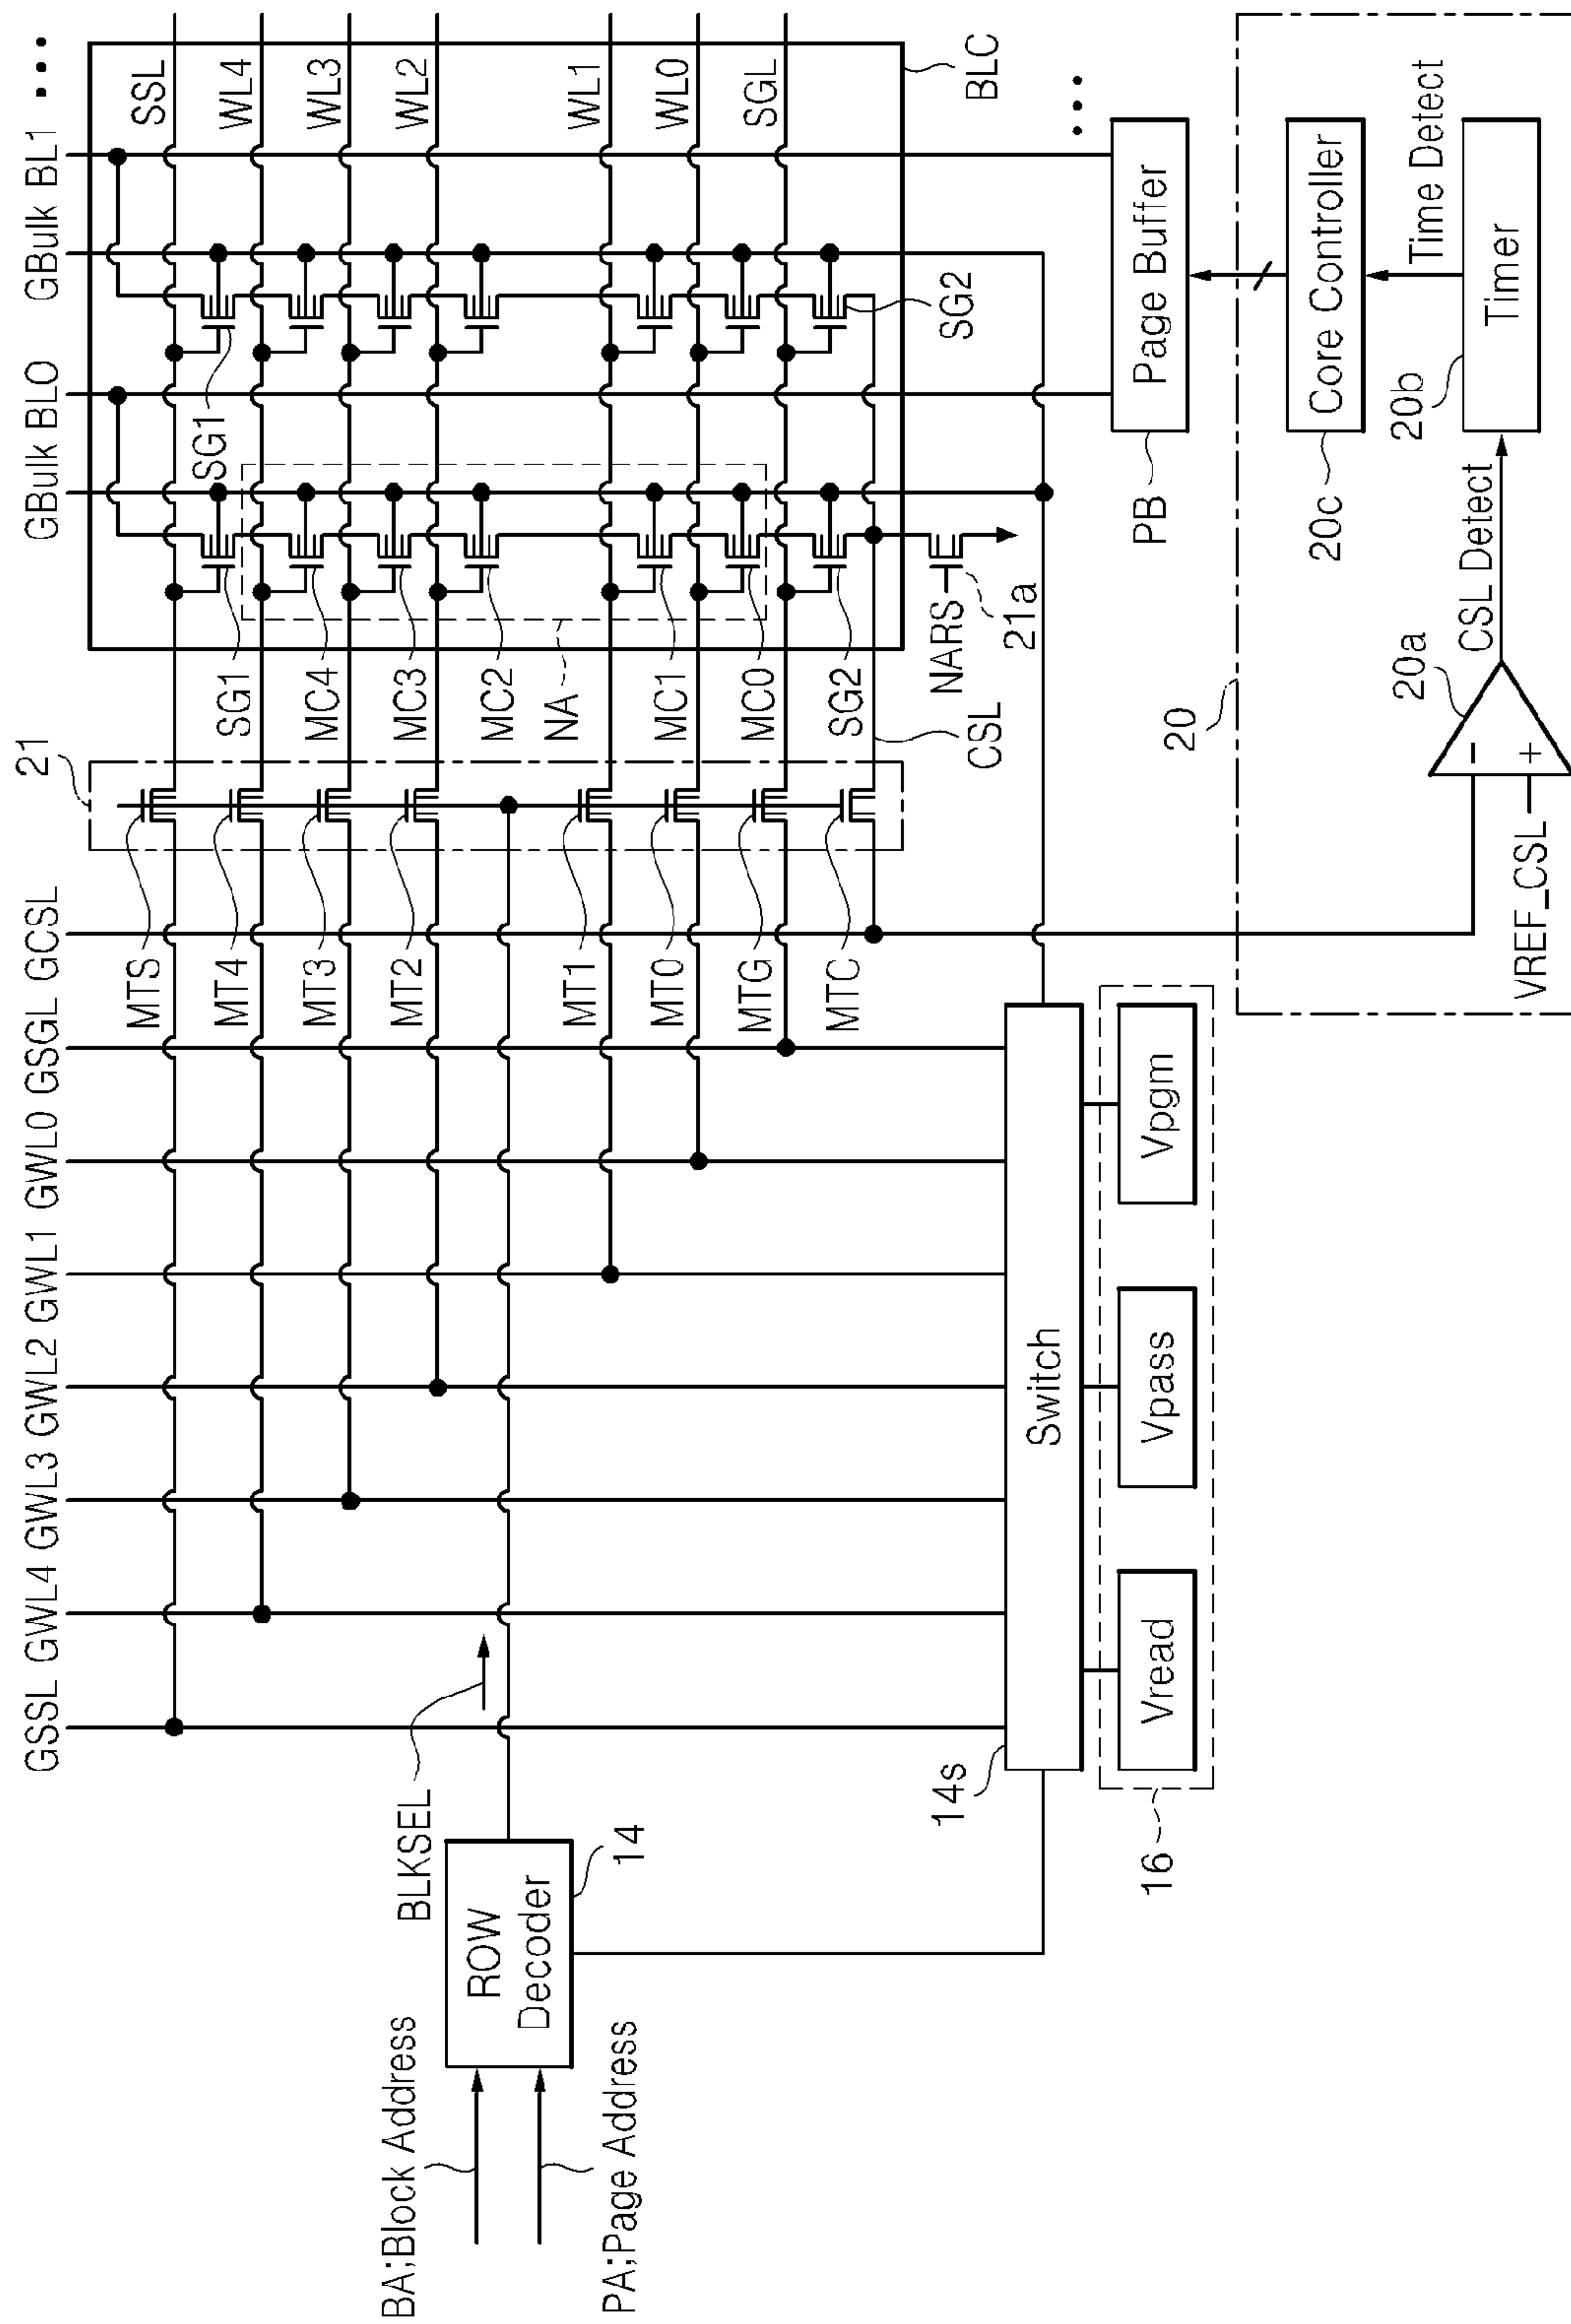 GSSL GWL4 GWL3 GWL2 GWL1 GWL0 GSGL GCSL
GBulk BL0 GBulk BL1 ...
21
MTS
SG1
SG1
SSL
MT4
MC4
WL4
MT3
MC3
WL3
BLKSEL
MT2
MC2
WL2
BA;Block Address
ROW
Decoder
14
NA
PA;Page Address
MT1
MC1
WL1
MT0
MC0
WL0
MTG
SG2
SGL
MTC
NARS
SG2
BLC
CSL
21a
14s
Switch
...
16
Vread
Vpass
Vpgm
PB
Page Buffer
20
20c
Core Controller
20b
Time Detect
20a
CSL Detect
Timer
VREF_CSL
-
+